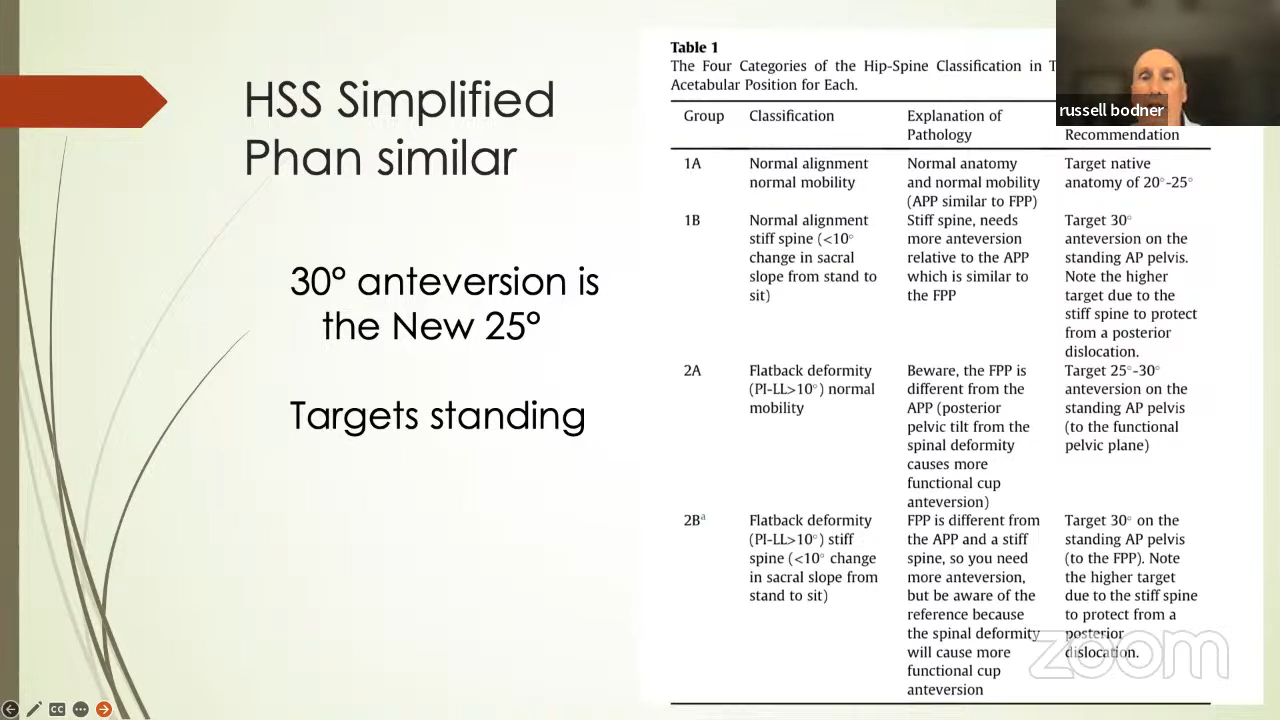 HSS Simplified
Phan similar
30° anteversion is
the New 25°
Targets standing
Table 1
The Four Categories of the Hip-Spine Classification in
Acetabular Position for Each.
Group
Classification
Explanation of
Pathology
Recommendation
1A
Normal alignment
normal mobility
Normal anatomy
and normal mobility
(APP similar to FPP)
Target native
anatomy of 20°-25°
1B
Normal alignment
stiff spine (<10°
change in sacral
slope from stand to
sit)
Stiff spine, needs
more anteversion
relative to the APP
which is similar to
the FPP
Target 30°
anteversion on the
standing AP pelvis.
Note the higher
target due to the
stiff spine to protect
from a posterior
dislocation.
2A
Flatback deformity
(PI-LL>10°) normal
mobility
Beware, the FPP is
different from the
APP (posterior
pelvic tilt from the
spinal deformity
causes more
functional cup
anteversion)
Target 25°-30°
anteversion on the
standing AP pelvis
(to the functional
pelvic plane)
2Bᵃ
Flatback deformity
(PI-LL>10°) stiff
spine (<10° change
in sacral slope from
stand to sit)
FPP is different from
the APP and a stiff
spine, so you need
more anteversion,
but be aware of the
reference because
the spinal deformity
will cause more
functional cup
anteversion
Target 30° on the
standing AP pelvis
(to the FPP). Note
the higher target
due to the stiff spine
to protect from a
posterior
dislocation.
russell bodner
zoom
CC